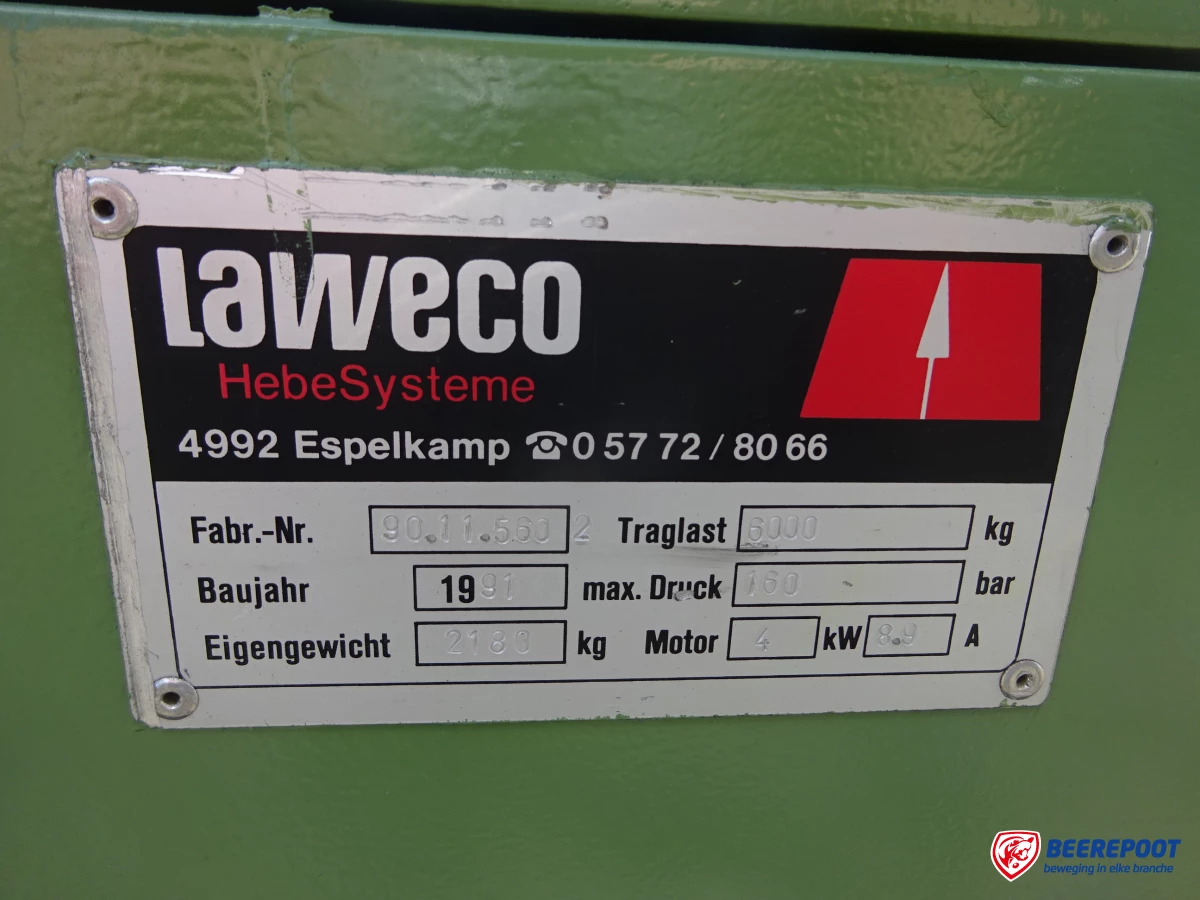 Laweco
HebeSysteme
4992 Espelkamp ☎ 0 57 72 / 80 66
Fabr.-Nr. 90.11.560 2 Traglast 6000 kg
Baujahr 1991 max. Druck 160 bar
Eigengewicht 2180 kg Motor 4 kW 8.9 A
BEEREPOOT
beweging in elke branche